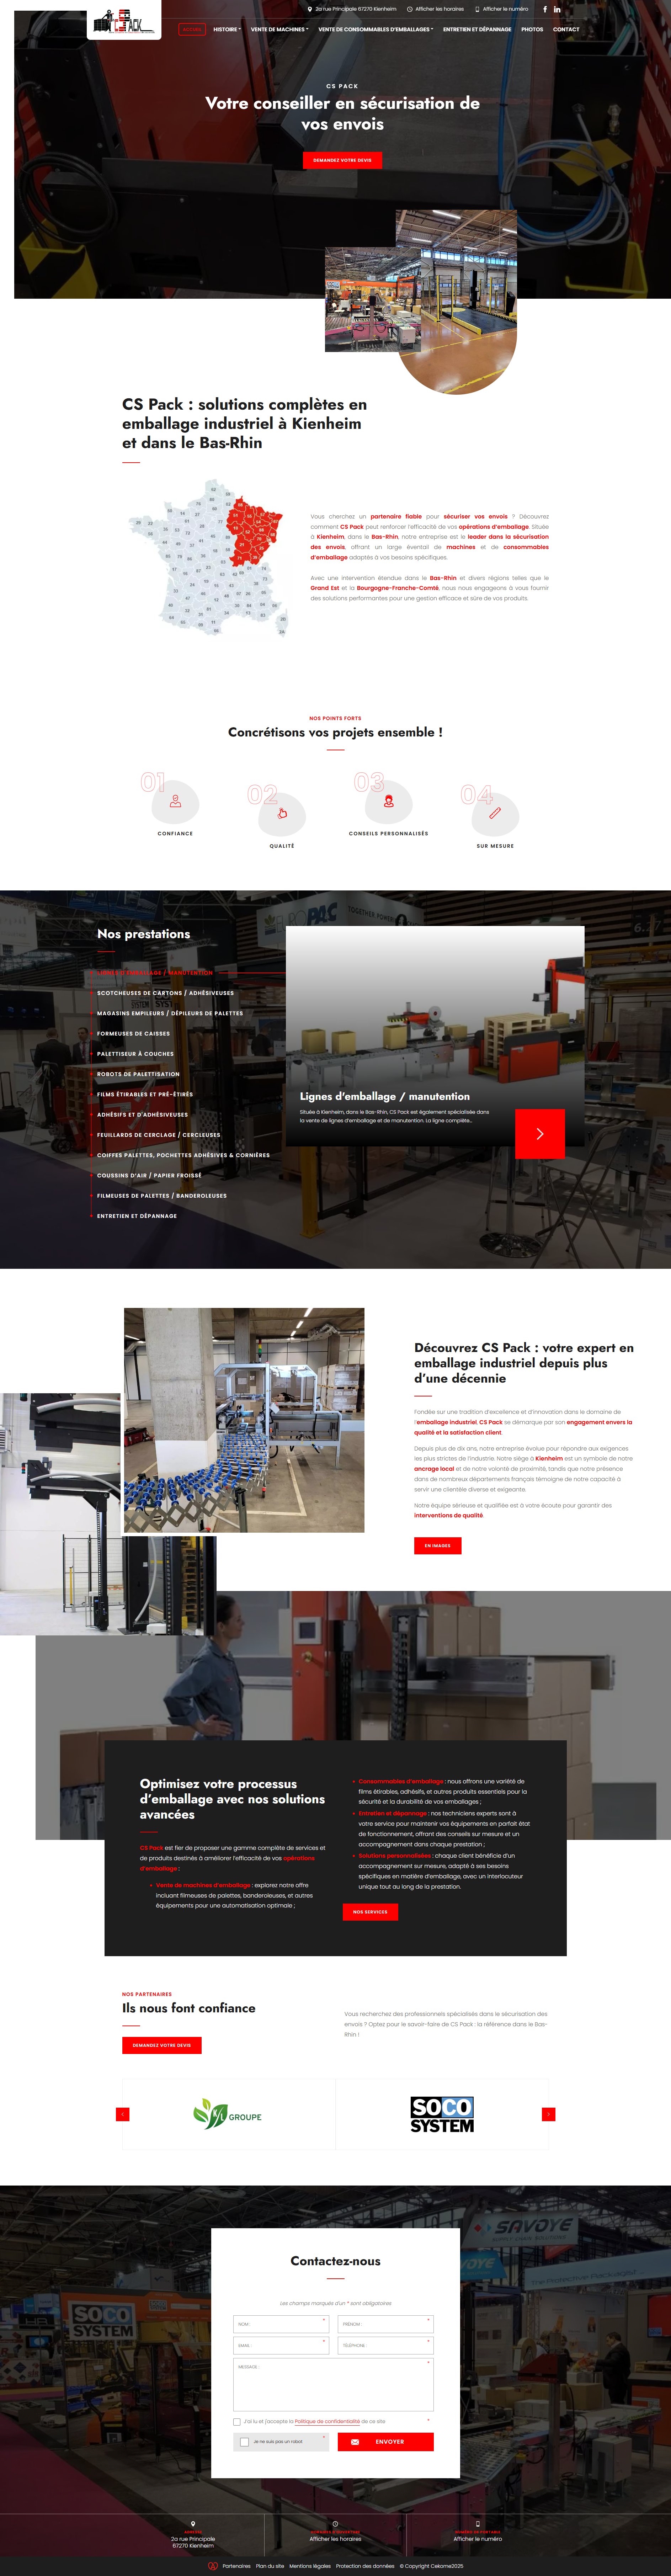 2a rue Principale 67270 Kienheim
Afficher les horaires
Afficher le numéro
CS PACK
ACCUEIL
HISTOIRE
VENTE DE MACHINES
VENTE DE CONSOMMABLES D'EMBALLAGES
ENTRETIEN ET DÉPANNAGE
PHOTOS
CONTACT
CS PACK
Votre conseiller en sécurisation de
vos envois
DEMANDEZ VOTRE DEVIS
CS Pack : solutions complètes en
emballage industriel à Kienheim
et dans le Bas-Rhin
Vous cherchez un partenaire fiable pour sécuriser vos envois ? Découvrez
comment CS Pack peut renforcer l'efficacité de vos opérations d'emballage. Située
à Kienheim, dans le Bas-Rhin, notre entreprise est le leader dans la sécurisation
des envois, offrant un large éventail de machines et de consommables
d'emballage adaptés à vos besoins spécifiques.
Avec une intervention étendue dans le Bas-Rhin et divers régions telles que le
Grand Est et la Bourgogne-Franche-Comté, nous nous engageons à vous fournir
des solutions performantes pour une gestion efficace et sûre de vos produits.
NOS POINTS FORTS
Concrétisons vos projets ensemble !
01
CONFIANCE
02
QUALITÉ
03
CONSEILS PERSONNALISÉS
04
SUR MESURE
Nos prestations
LIGNES D'EMBALLAGE / MANUTENTION
SCOTCHEUSES DE CARTONS / ADHÉSIVEUSES
MAGASINS EMPILEURS / DÉPILEURS DE PALETTES
FORMEUSES DE CAISSES
PALETTISEUR À COUCHES
ROBOTS DE PALETTISATION
FILMS ÉTIRABLES ET PRÉ-ÉTIRÉS
ADHÉSIFS ET D'ADHÉSIVEUSES
FEUILLARDS DE CERCLAGE / CERCLEUSES
COIFFES PALETTES, POCHETTES ADHÉSIVES & CORNIÈRES
COUSSINS D'AIR / PAPIER FROISSÉ
FILMEUSES DE PALETTES / BANDEROLEUSES
ENTRETIEN ET DÉPANNAGE
Lignes d'emballage / manutention
Située à Kienheim, dans le Bas-Rhin, CS Pack est également spécialisée dans
la vente de lignes d'emballage et de manutention. La ligne complète...
Découvrez CS Pack : votre expert en
emballage industriel depuis plus
d'une décennie
Fondée sur une tradition d'excellence et d'innovation dans le domaine de
l'emballage industriel, CS Pack se démarque par son engagement envers la
qualité et la satisfaction client.
Depuis plus de dix ans, notre entreprise évolue pour répondre aux exigences
les plus strictes de l'industrie. Notre siège à Kienheim est un symbole de notre
ancrage local et de notre volonté de proximité, tandis que notre présence
dans de nombreux départements français témoigne de notre capacité à
servir une clientèle diverse et exigeante.
Notre équipe sérieuse et qualifiée est à votre écoute pour garantir des
interventions de qualité.
EN IMAGES
Optimisez votre processus
d'emballage avec nos solutions
avancées
CS Pack est fier de proposer une gamme complète de services et
de produits destinés à améliorer l'efficacité de vos opérations
d'emballage :
Vente de machines d'emballage : explorez notre offre
incluant filmeuses de palettes, banderoleuses, et autres
équipements pour une automatisation optimale ;
Consommables d'emballage : nous offrons une variété de
films étirables, adhésifs, et autres produits essentiels pour la
sécurité et la durabilité de vos emballages ;
Entretien et dépannage : nos techniciens experts sont à
votre service pour maintenir vos équipements en parfait état
de fonctionnement, offrant des conseils sur mesure et un
accompagnement personnalisé dans chaque prestation ;
Solutions personnalisées : chaque client bénéficie d'un
accompagnement sur mesure, adapté à ses besoins
spécifiques en matière d'emballage, avec un interlocuteur
unique tout au long de la prestation.
NOS SERVICES
NOS PARTENAIRES
Ils nous font confiance
DEMANDEZ VOTRE DEVIS
Vous recherchez des professionnels spécialisés dans le sécurisation des
envois ? Optez pour le savoir-faire de CS Pack : la référence dans le Bas-
Rhin !
GROUPE
SOCO
SYSTEM
SAVOYE
SOCO
SYSTEM
Contactez-nous
Les champs marqués d'un * sont obligatoires
NOM : *
PRÉNOM : *
EMAIL : *
TÉLÉPHONE : *
MESSAGE : *
J'ai lu et j'accepte la Politique de confidentialité de ce site *
Je ne suis pas un robot *
ENVOYER
2a rue Principale
67270 Kienheim
Afficher les horaires
Afficher le numéro
Partenaires
Plan du site
Mentions légales
Protection des données
© Copyright Cekome2025